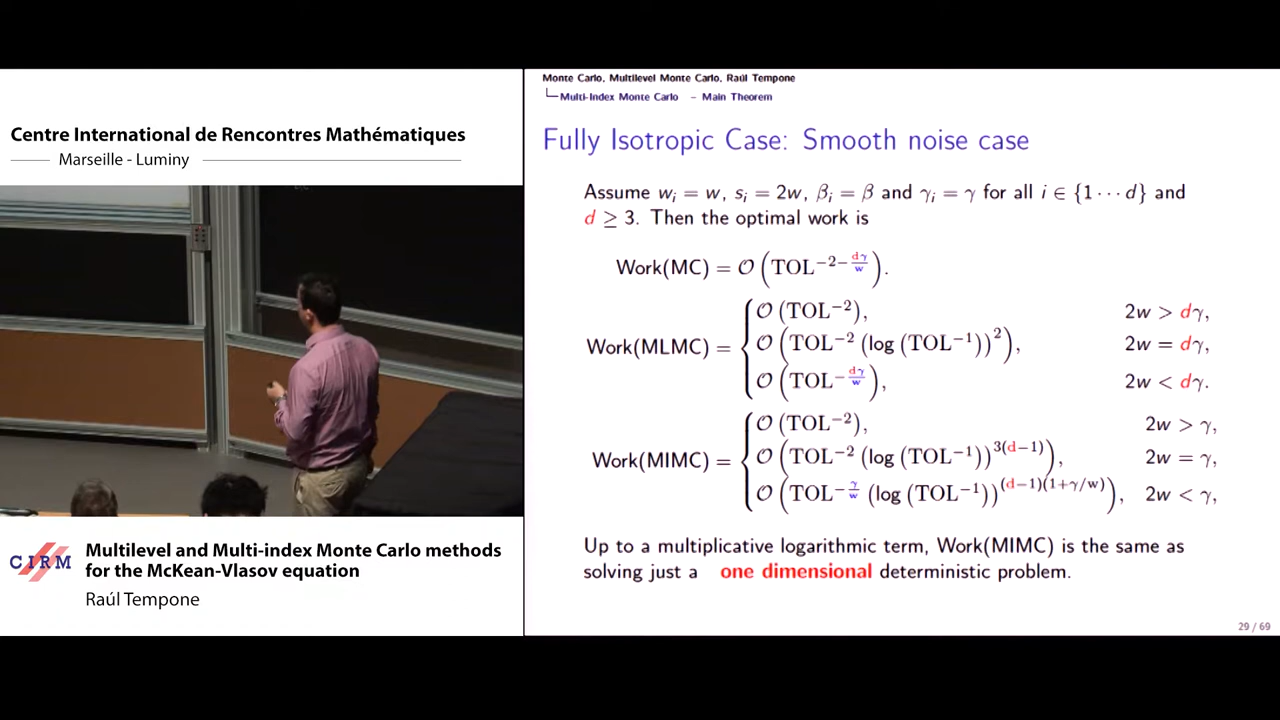 Centre International de Rencontres Mathématiques
Marseille - Luminy
CIRM
Multilevel and Multi-index Monte Carlo methods
for the McKean-Vlasov equation
Raúl Tempone
Monte Carlo, Multilevel Monte Carlo, Raúl Tempone
Multi-Index Monte Carlo – Main Theorem
Fully Isotropic Case: Smooth noise case
Assume w_i = w, s_i = 2w, β_i = β and γ_i = γ for all i ∈ {1 ⋯ d} and
d ≥ 3. Then the optimal work is
Work(MC) = O(TOL^{-2-\frac{dγ}{w}}).
Work(MLMC) = { O(TOL^{-2}), 2w > dγ,
O(TOL^{-2} (log(TOL^{-1}))^2), 2w = dγ,
O(TOL^{-\frac{dγ}{w}}), 2w < dγ.
Work(MIMC) = { O(TOL^{-2}), 2w > γ,
O(TOL^{-2} (log(TOL^{-1}))^{3(d-1)}), 2w = γ,
O(TOL^{-\frac{γ}{w}} (log(TOL^{-1}))^{(d-1)(1+γ/w)}), 2w < γ,
Up to a multiplicative logarithmic term, Work(MIMC) is the same as
solving just a one dimensional deterministic problem.
29 / 69